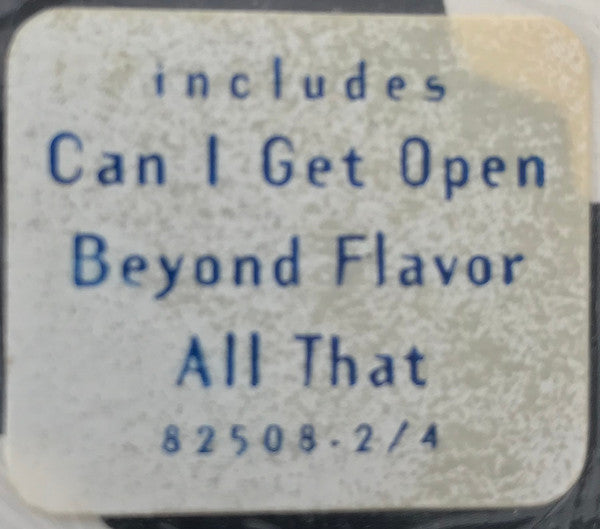 includes
Can I Get Open
Beyond Flavor
All That
82508-2/4